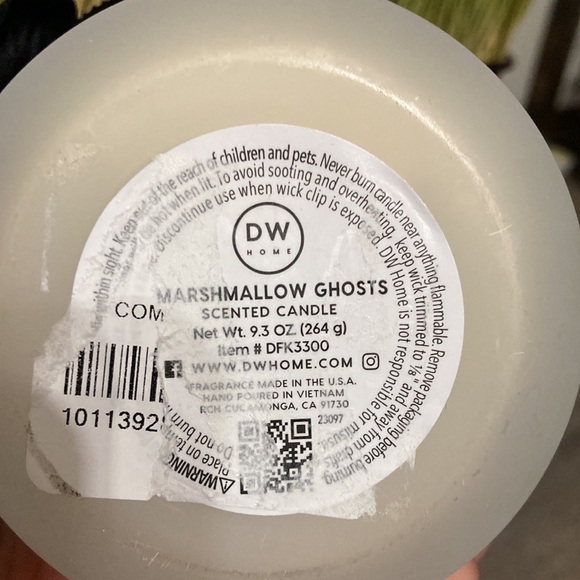 DW
HOME
MARSHMALLOW GHOSTS
SCENTED CANDLE
Net Wt. 9.3 OZ. (264 g)
Item # DFK3300
WWW.DWHOME.COM
FRAGRANCE MADE IN THE U.S.A.
HAND POURED IN VIETNAM
RCH CUCAMONGA, CA 91730
23097
COM
1011392
WARNING
within sight. Keep out of the reach of children and pets. Never burn candle near anything flammable. Remove packaging before burning
hot when lit. To avoid sooting and overheating, keep wick trimmed to 1/8" and away from drafts.
discontinue use when wick clip is exposed. DW Home is not responsible for misuse.
Place on
Do not burn